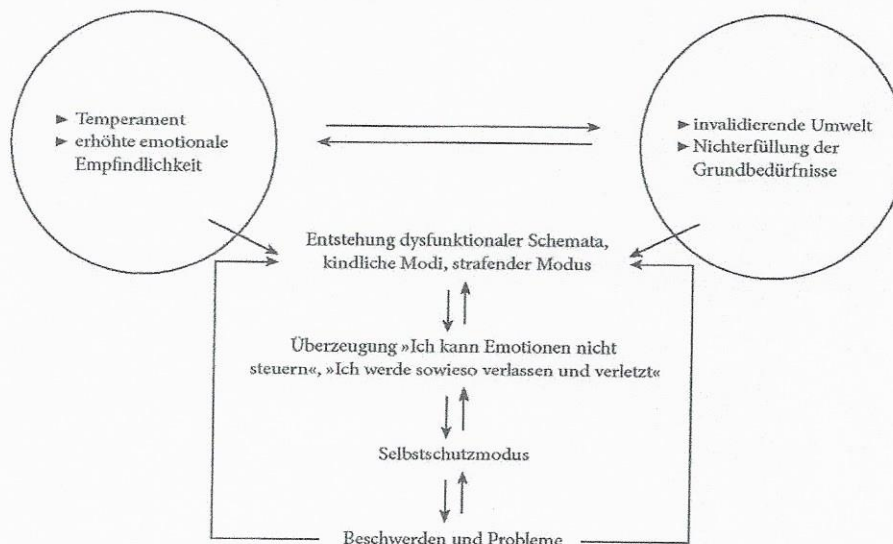 ► Temperament
► erhöhte emotionale
Empfindlichkeit
► invalidierende Umwelt
► Nichterfüllung der
Grundbedürfnisse
Entstehung dysfunktionaler Schemata,
kindliche Modi, strafender Modus
Überzeugung »Ich kann Emotionen nicht
steuern«, »Ich werde sowieso verlassen und verletzt«
Selbstschutzmodus
Beschwerden und Probleme